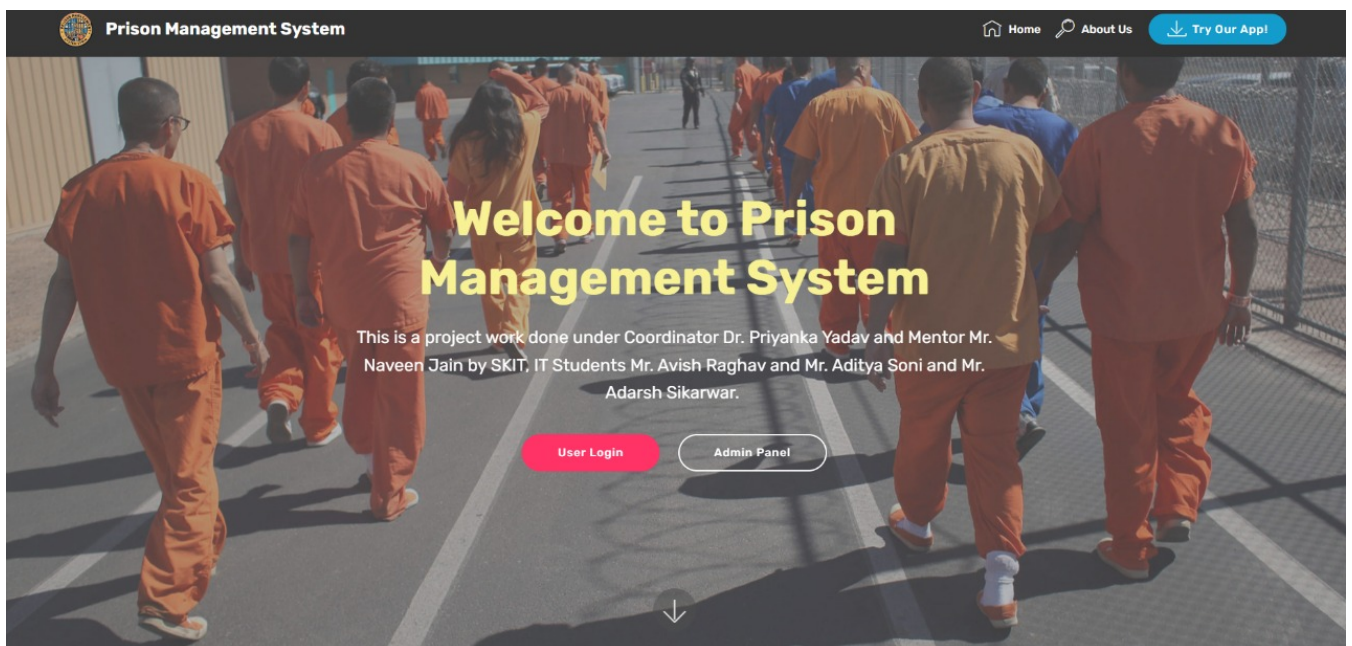 Prison Management System
Home
About Us
Try Our App!
Welcome to Prison
Management System
This is a project work done under Coordinator Dr. Priyanka Yadav and Mentor Mr.
Naveen Jain by SKIT, IT Students Mr. Avish Raghav and Mr. Aditya Soni and Mr.
Adarsh Sikarwar.
User Login
Admin Panel